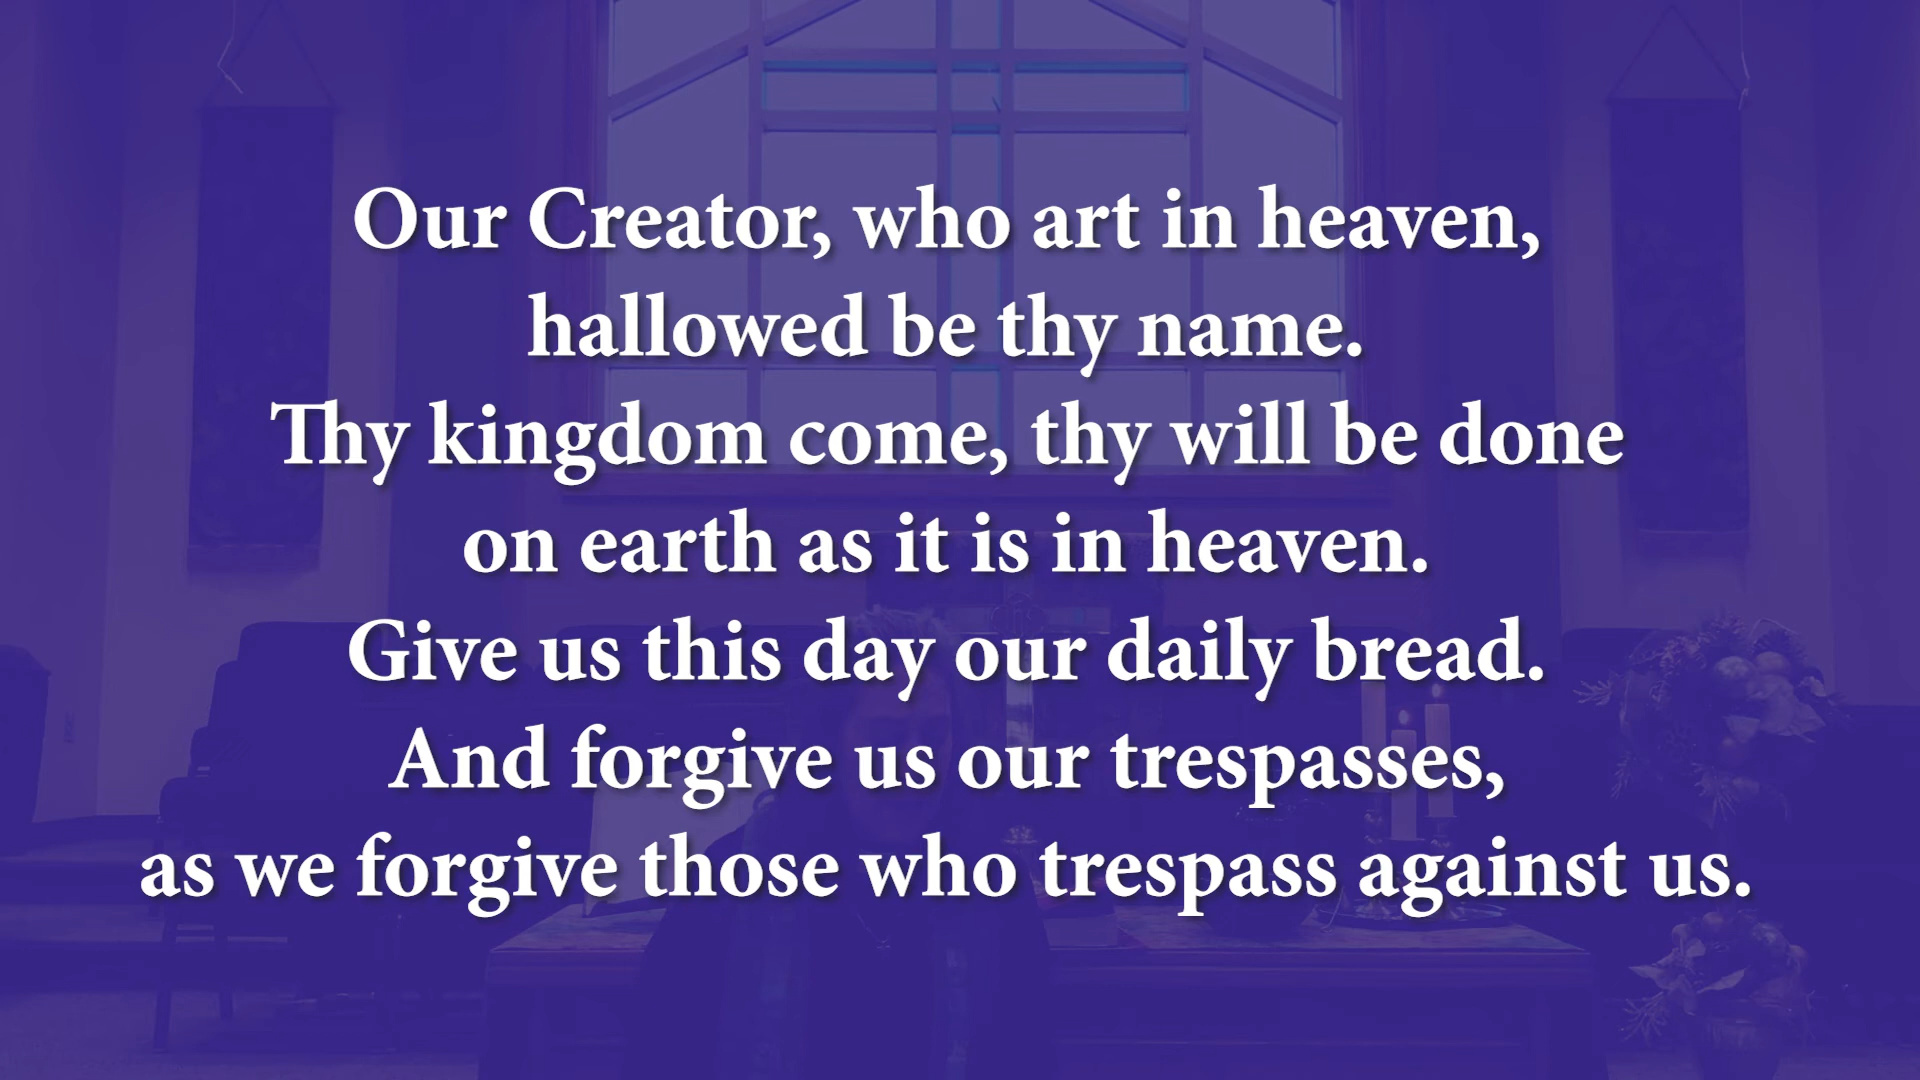 Our Creator, who art in heaven,
hallowed be thy name.
Thy kingdom come, thy will be done
on earth as it is in heaven.
Give us this day our daily bread.
And forgive us our trespasses,
as we forgive those who trespass against us.